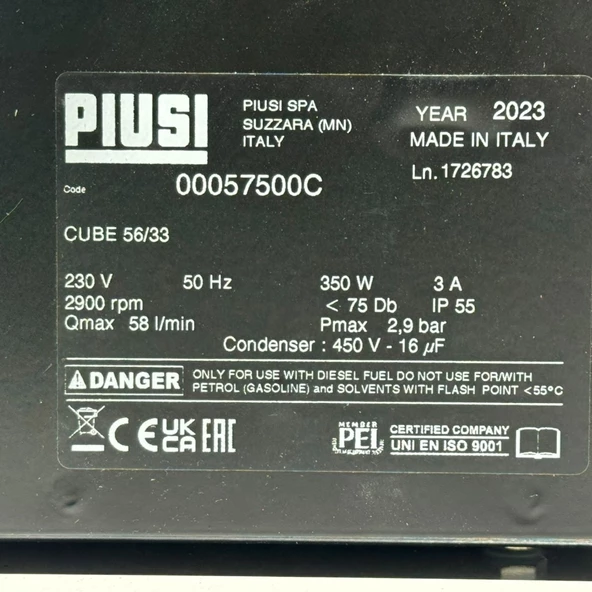 PIUSI
PIUSI SPA
SUZZARA (MN)
ITALY
YEAR 2023
MADE IN ITALY
Ln. 1726783
Code 00057500C
CUBE 56/33
230 V 50 Hz 350 W 3 A
2900 rpm < 75 Db IP 55
Qmax 58 l/min Pmax 2,9 bar
Condenser : 450 V - 16 µF
DANGER
ONLY FOR USE WITH DIESEL FUEL DO NOT USE FOR/WITH
PETROL (GASOLINE) and SOLVENTS WITH FLASH POINT <55°C
CE UK
CA EAC
MEMBER
PEI
CERTIFIED COMPANY
UNI EN ISO 9001